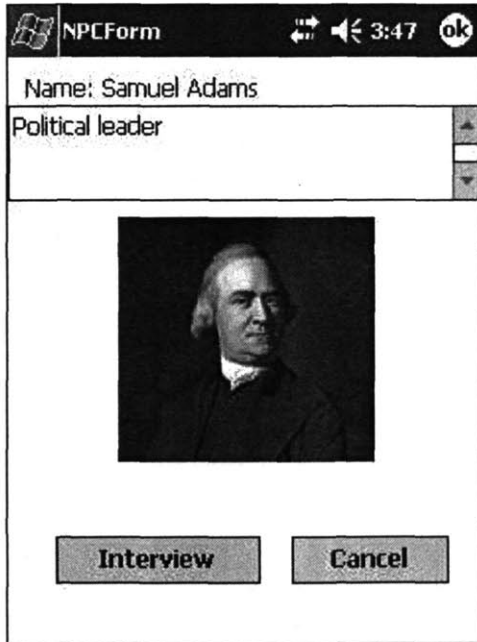 NPCForm 3:47 ok
Name: Samuel Adams
Political leader
Interview Cancel